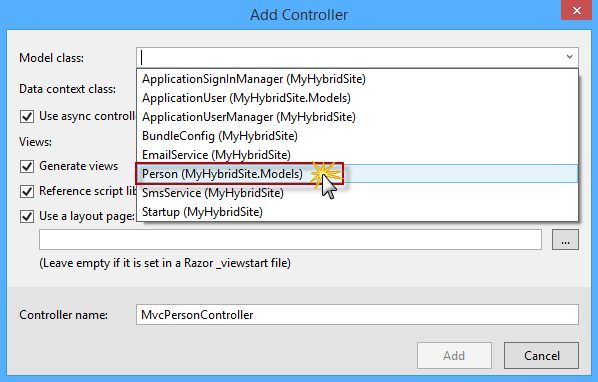 Add Controller
Model class:
ApplicationSignInManager (MyHybridSite)
Data context class:
ApplicationUser (MyHybridSite.Models)
Use async controll
ApplicationUserManager (MyHybridSite)
BundleConfig (MyHybridSite)
Views:
EmailService (MyHybridSite)
Generate views
Person (MyHybridSite.Models)
Reference script lib
SmsService (MyHybridSite)
Use a layout page:
Startup (MyHybridSite)
...
(Leave empty if it is set in a Razor _viewstart file)
Controller name:
MvcPersonController
Add
Cancel